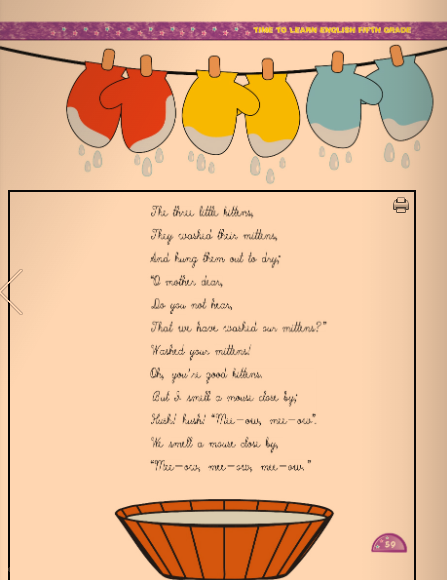 TIME TO LEARN ENGLISH FIFTH GRADE
The three little kittens,
They washed their mittens,
And hung them out to dry;
"O mother dear,
Do you not hear,
That we have washed our mittens?"
Washed your mittens!
Oh, you're good kittens.
But I smell a mouse close by;
Hush! hush! "Mee-ow, mee-ow".
We smell a mouse close by,
"Mee-ow, mee-ow, mee-ow."
59